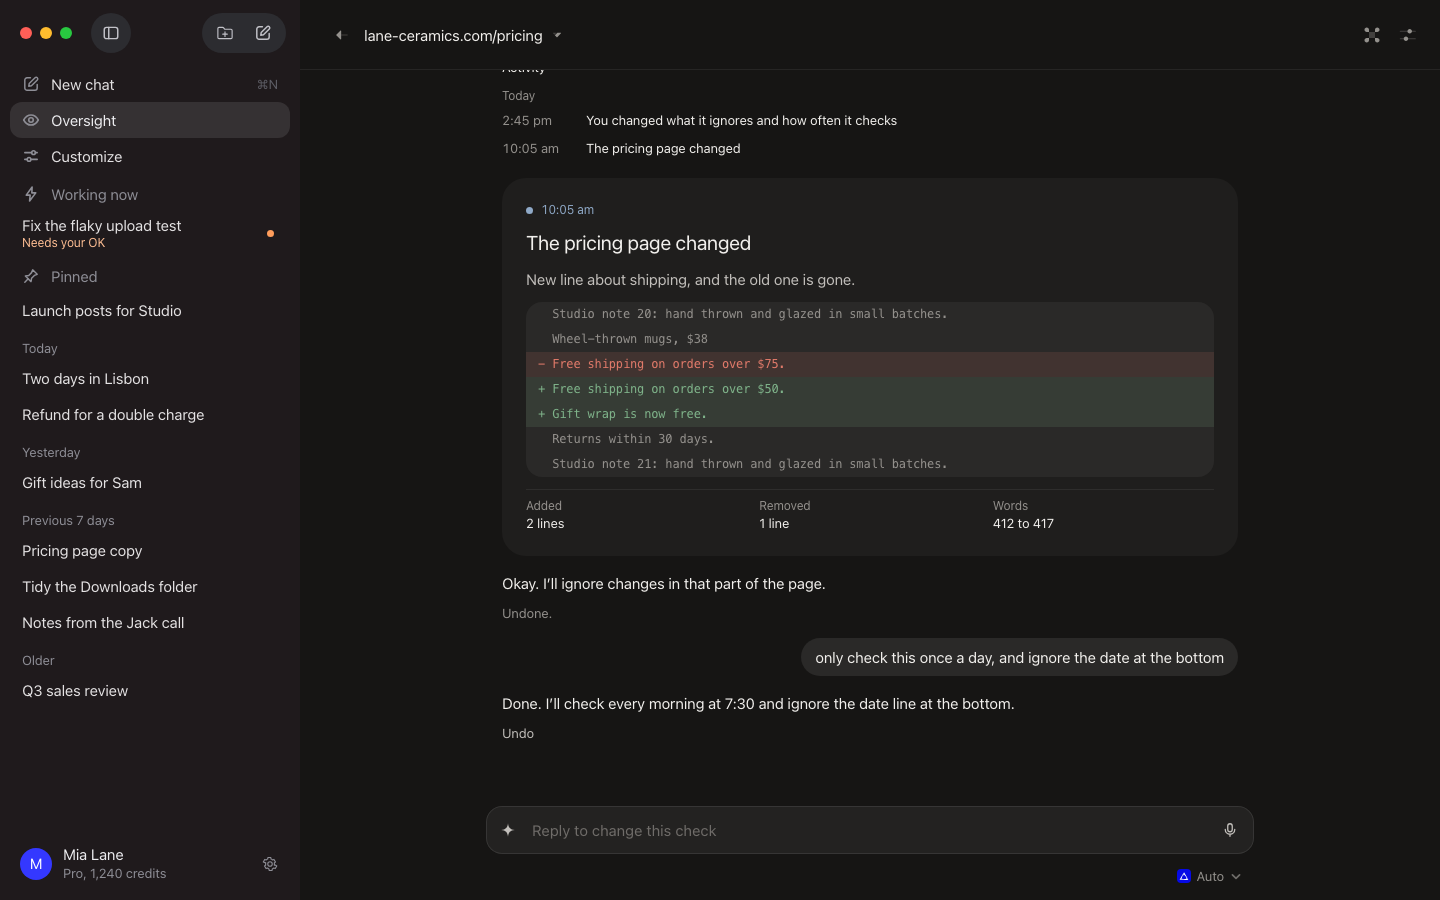 lane-ceramics.com/pricing
New chat
⌘N
Oversight
Customize
Working now
Fix the flaky upload test
Needs your OK
Pinned
Launch posts for Studio
Today
Two days in Lisbon
Refund for a double charge
Yesterday
Gift ideas for Sam
Previous 7 days
Pricing page copy
Tidy the Downloads folder
Notes from the Jack call
Older
Q3 sales review
M
Mia Lane
Pro, 1,240 credits
Activity
Today
2:45 pm You changed what it ignores and how often it checks
10:05 am The pricing page changed
10:05 am
The pricing page changed
New line about shipping, and the old one is gone.
Studio note 20: hand thrown and glazed in small batches.
Wheel-thrown mugs, $38
− Free shipping on orders over $75.
+ Free shipping on orders over $50.
+ Gift wrap is now free.
Returns within 30 days.
Studio note 21: hand thrown and glazed in small batches.
Added Removed Words
2 lines 1 line 412 to 417
Okay. I’ll ignore changes in that part of the page.
Undone.
only check this once a day, and ignore the date at the bottom
Done. I’ll check every morning at 7:30 and ignore the date line at the bottom.
Undo
Reply to change this check
Auto